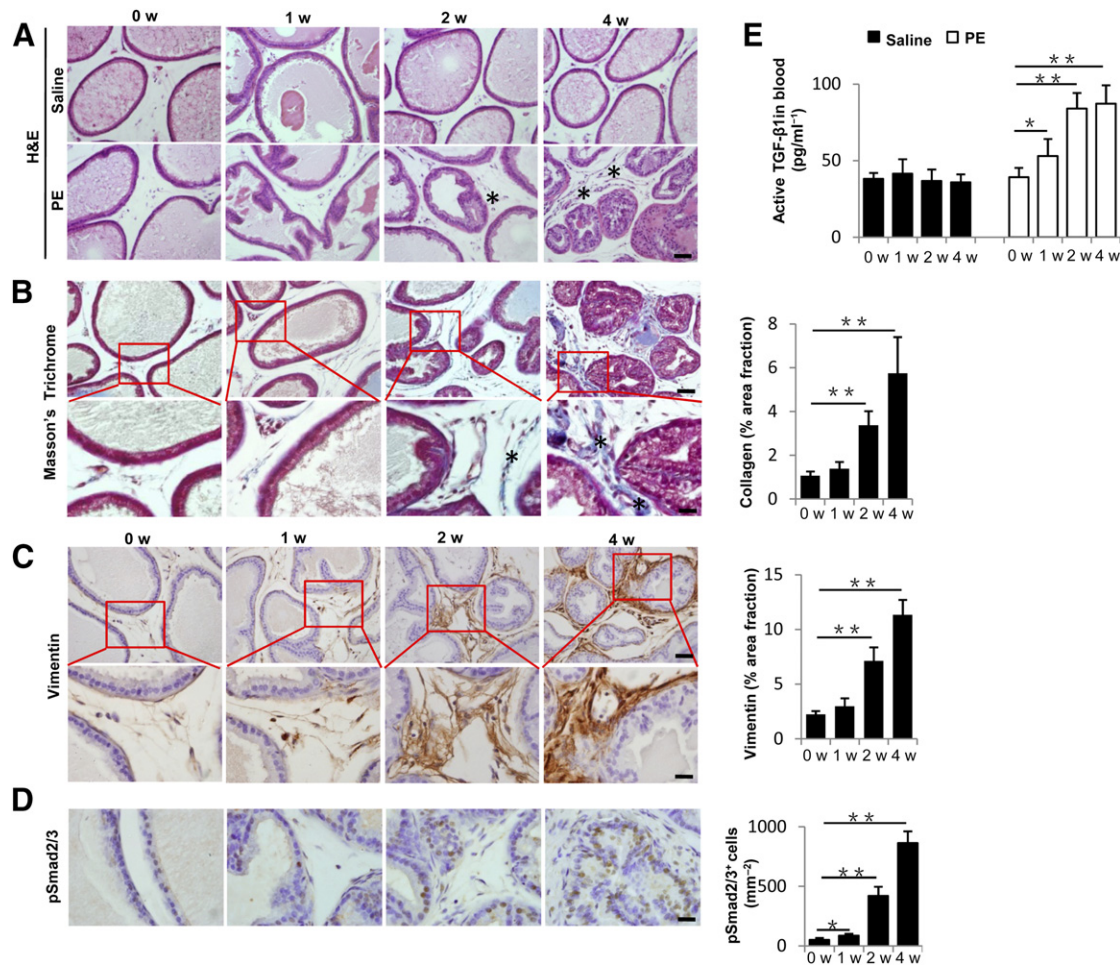 A
0 w 1 w 2 w 4 w
H&E
Saline
PE
*
*
*
B
Masson's Trichrome
*
*
*
C
0 w 1 w 2 w 4 w
Vimentin
D
pSmad2/3
E
Saline PE
Active TGF-β1in blood
(pg/ml⁻¹)
100
50
0
* *
* *
*
0 w 1 w 2 w 4 w 0 w 1 w 2 w 4 w
Collagen (% area fraction)
8
6
4
2
0
* *
* *
0 w 1 w 2 w 4 w
Vimentin (% area fraction)
15
10
5
0
* *
* *
0 w 1 w 2 w 4 w
pSmad2/3⁺ cells
(mm⁻²)
1000
500
0
* *
* *
*
0 w 1 w 2 w 4 w